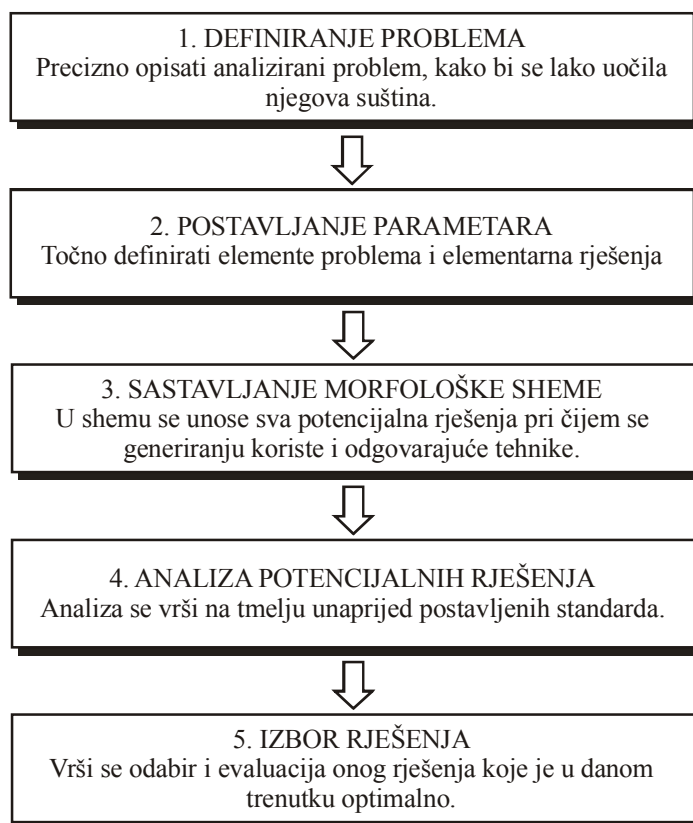 1. DEFINIRANJE PROBLEMA
Precizno opisati analizirani problem, kako bi se lako uočila
njegova suština.
2. POSTAVLJANJE PARAMETARA
Točno definirati elemente problema i elementarna rješenja
3. SASTAVLJANJE MORFOLOŠKE SHEME
U shemu se unose sva potencijalna rješenja pri čijem se
generiranju koriste i odgovarajuće tehnike.
4. ANALIZA POTENCIJALNIH RJEŠENJA
Analiza se vrši na tmelju unaprijed postavljenih standarda.
5. IZBOR RJEŠENJA
Vrši se odabir i evaluacija onog rješenja koje je u danom
trenutku optimalno.